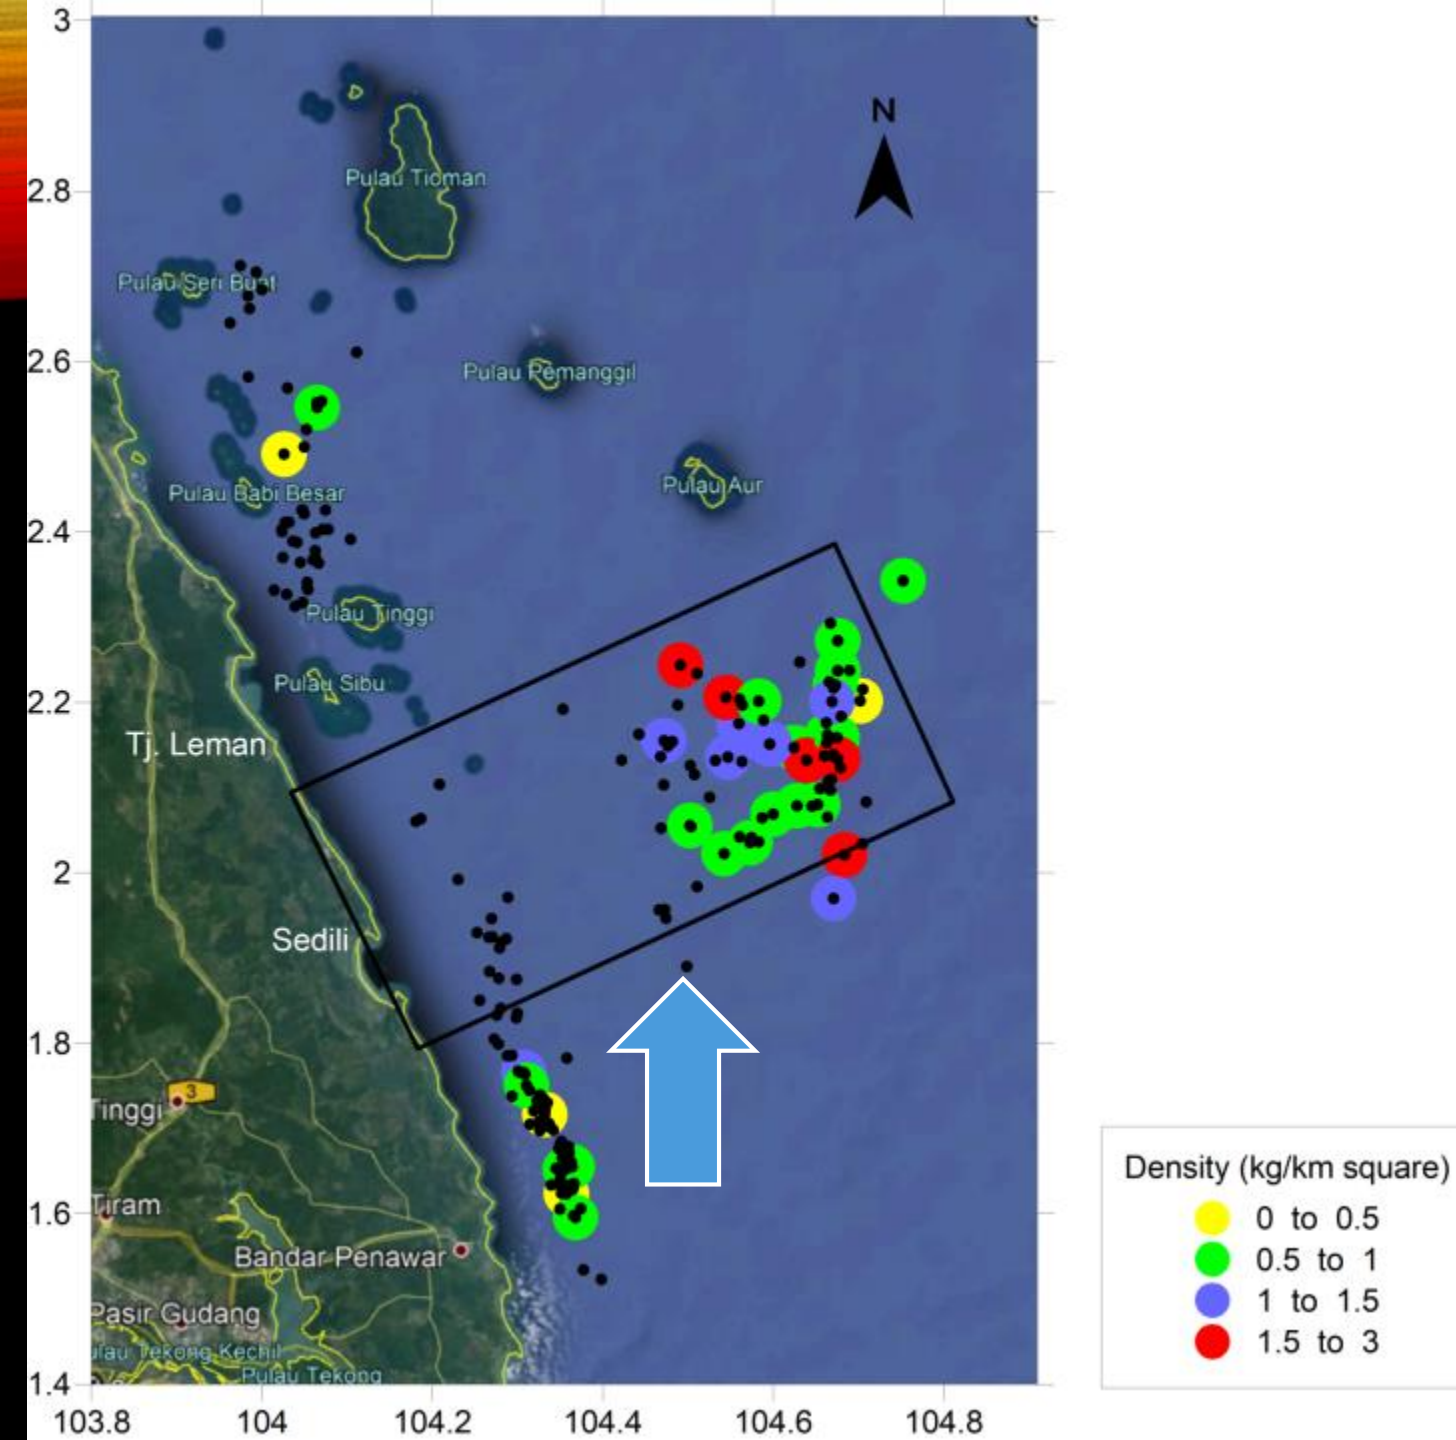 3
N
Pulau Tioman
2.8
Pulau Seri Buat
2.6
Pulau Pemanggil
Pulau Aur
Pulau Babi Besar
2.4
Pulau Tinggi
Pulau Sibu
2.2
Tj. Leman
2
Sedili
1.8
3
Tinggi
Density (kg/km square)
0 to 0.5
0.5 to 1
1 to 1.5
1.5 to 3
Tiram
1.6
Bandar Penawar
Pasir Gudang
ulau Tekong Kechil
Pulau Tekong
1.4
103.8 104 104.2 104.4 104.6 104.8